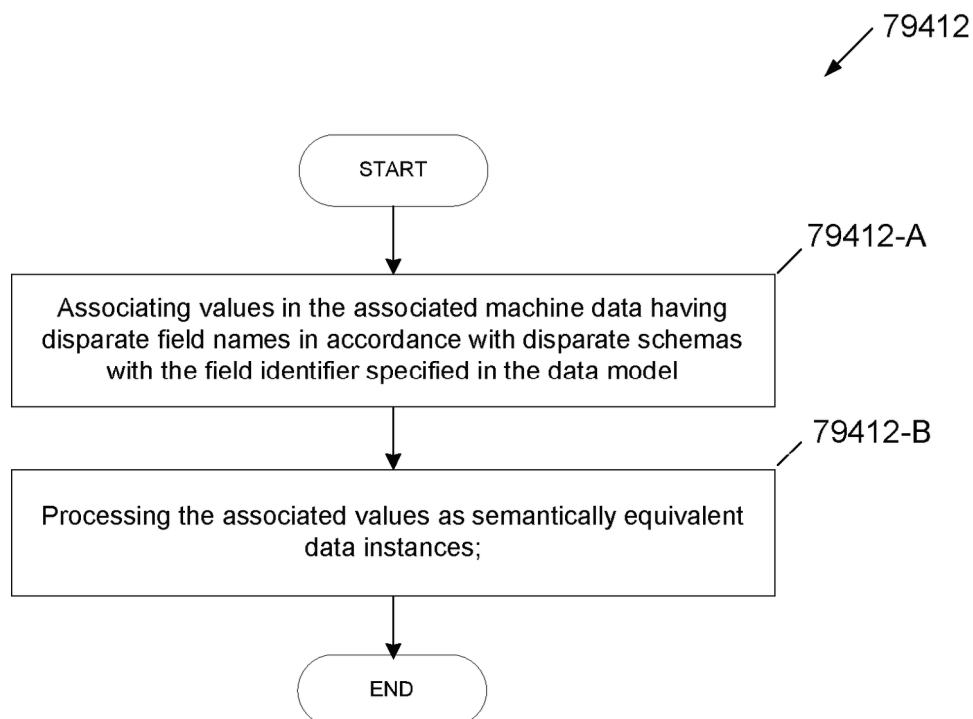 79412
START
79412-A
Associating values in the associated machine data having
disparate field names in accordance with disparate schemas
with the field identifier specified in the data model
79412-B
Processing the associated values as semantically equivalent
data instances;
END